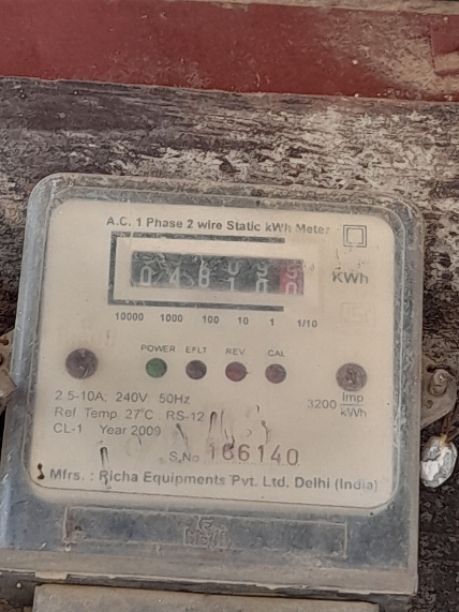 A.C. 1 Phase 2 wire Static kWh Meter
KWh
10000 1000 100 10 1 1/10
POWER EFLT REV. CAL
2.5-10A; 240V 50Hz
3200 Imp
kWh
Ref. Temp. 27°C : RS-12
CL-1 Year 2009
S.No 166140
Mfrs. : Richa Equipments Pvt. Ltd. Delhi (India)